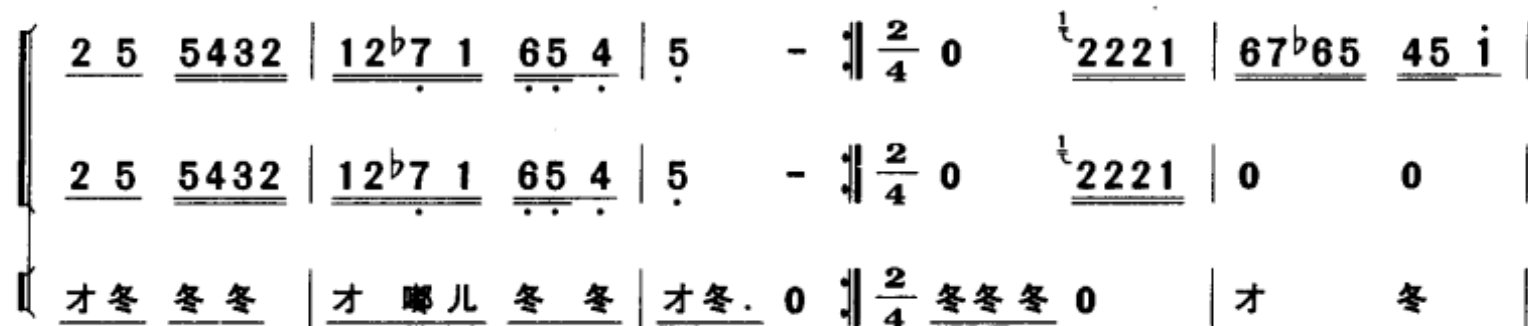 2 5 5432 | 12♭7 1 65 4 | 5 - :‖ 2/4 0 1 2221 | 67♭65 45 i |
2 5 5432 | 12♭7 1 65 4 | 5 - :‖ 2/4 0 1 2221 | 0 0 |
才冬 冬冬 | 才 嘟儿 冬 冬 | 才冬. 0 :‖ 2/4 冬冬冬 0 | 才 冬 |